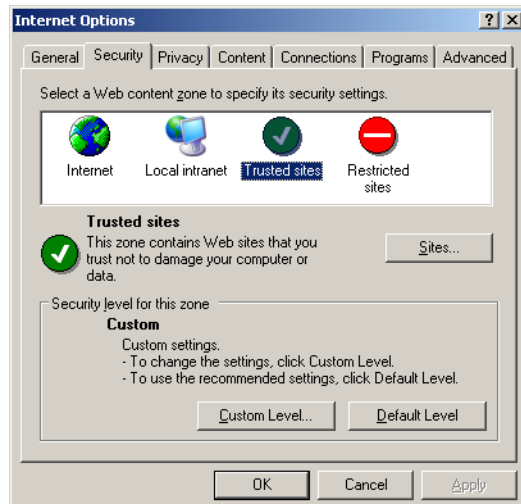 Internet Options
General Security Privacy Content Connections Programs Advanced
Select a Web content zone to specify its security settings.
Internet Local intranet Trusted sites Restricted
sites
Trusted sites
This zone contains Web sites that you
trust not to damage your computer or
data.
Sites...
Security level for this zone
Custom
Custom settings.
- To change the settings, click Custom Level.
- To use the recommended settings, click Default Level.
Custom Level... Default Level
OK Cancel Apply